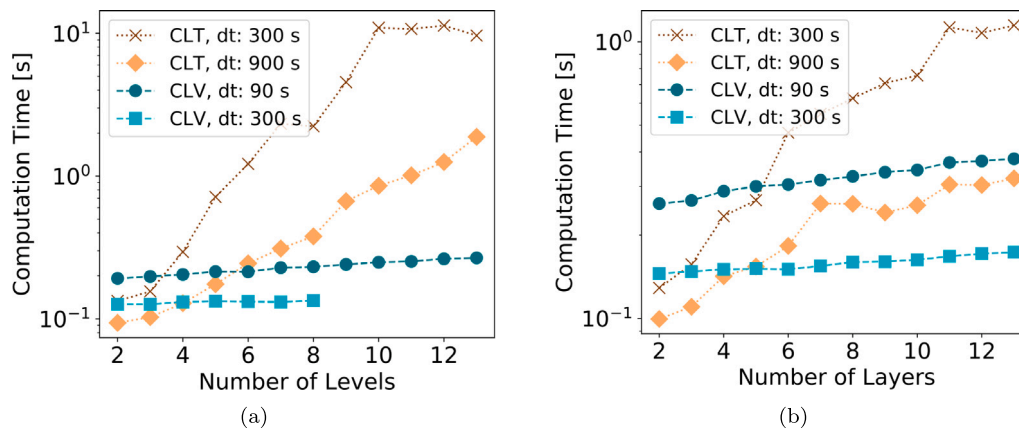 CLT, dt: 300 s
CLT, dt: 900 s
CLV, dt: 90 s
CLV, dt: 300 s
Computation Time [s]
10¹
10⁰
10⁻¹
2 4 6 8 10 12
Number of Levels
(a)
CLT, dt: 300 s
CLT, dt: 900 s
CLV, dt: 90 s
CLV, dt: 300 s
Computation Time [s]
10⁰
10⁻¹
2 4 6 8 10 12
Number of Layers
(b)